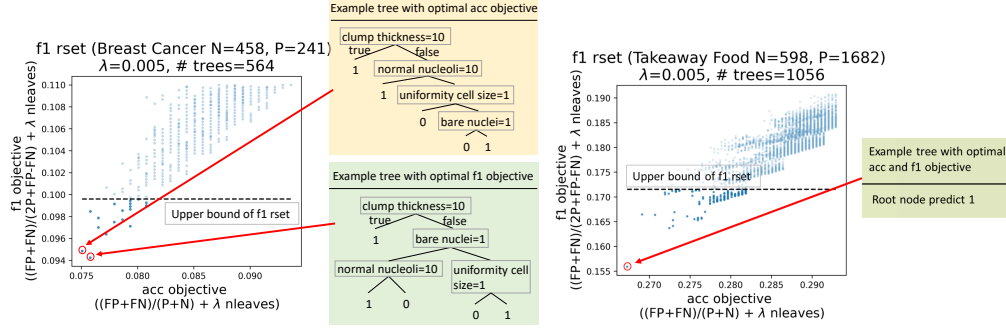 f1 rset (Breast Cancer N=458, P=241)
λ=0.005, # trees=564
f1 objective
((FP+FN)/(2P+FP-FN) + λ nleaves)
0.110
0.108
0.106
0.104
0.102
0.100
0.098
0.096
0.094
Upper bound of f1 rset
0.075
0.080
0.085
0.090
acc objective
((FP+FN)/(P+N) + λ nleaves)
Example tree with optimal acc objective
clump thickness=10
true
false
1
normal nucleoli=10
1
uniformity cell size=1
0
bare nuclei=1
0 1
Example tree with optimal f1 objective
clump thickness=10
true
false
1
bare nuclei=1
normal nucleoli=10
uniformity cell
size=1
1 0
0 1
f1 rset (Takeaway Food N=598, P=1682)
λ=0.005, # trees=1056
f1 objective
((FP+FN)/(2P+FP-FN) + λ nleaves)
0.190
0.185
0.180
0.175
0.170
0.165
0.160
0.155
Upper bound of f1 rset
0.270
0.275
0.280
0.285
0.290
acc objective
((FP+FN)/(P+N) + λ nleaves)
Example tree with optimal
acc and f1 objective
Root node predict 1